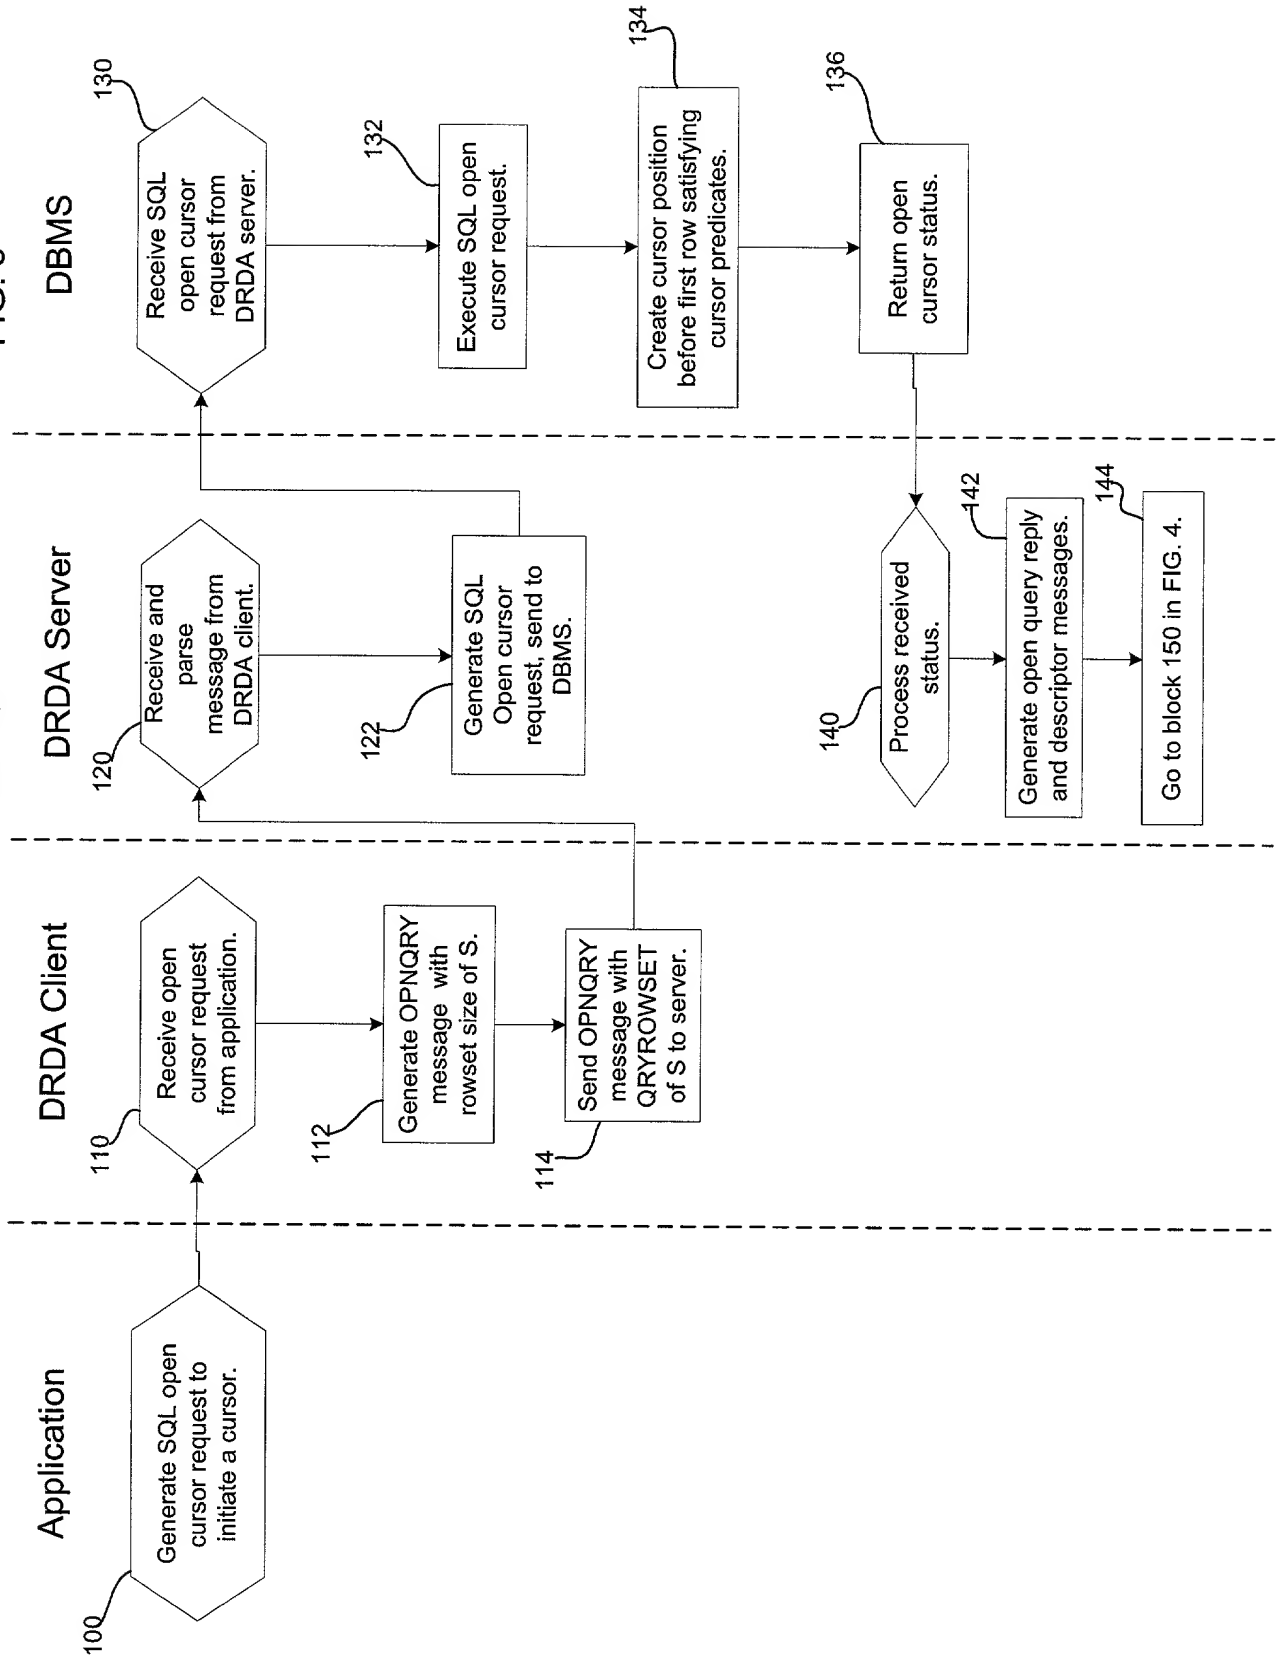 Application
DRDA Client
DRDA Server
DBMS
100
Generate SQL open
cursor request to
initiate a cursor.
110
Receive open
cursor request
from application.
112
Generate OPNQRY
message with
rowset size of S.
114
Send OPNQRY
message with
QRYROWSET
of S to server.
120
Receive and
parse
message from
DRDA client.
122
Generate SQL
Open cursor
request, send to
DBMS.
130
Receive SQL
open cursor
request from
DRDA server.
132
Execute SQL open
cursor request.
134
Create cursor position
before first row satisfying
cursor predicates.
136
Return open
cursor status.
140
Process received
status.
142
Generate open query reply
and descriptor messages.
144
Go to block 150 in FIG. 4.